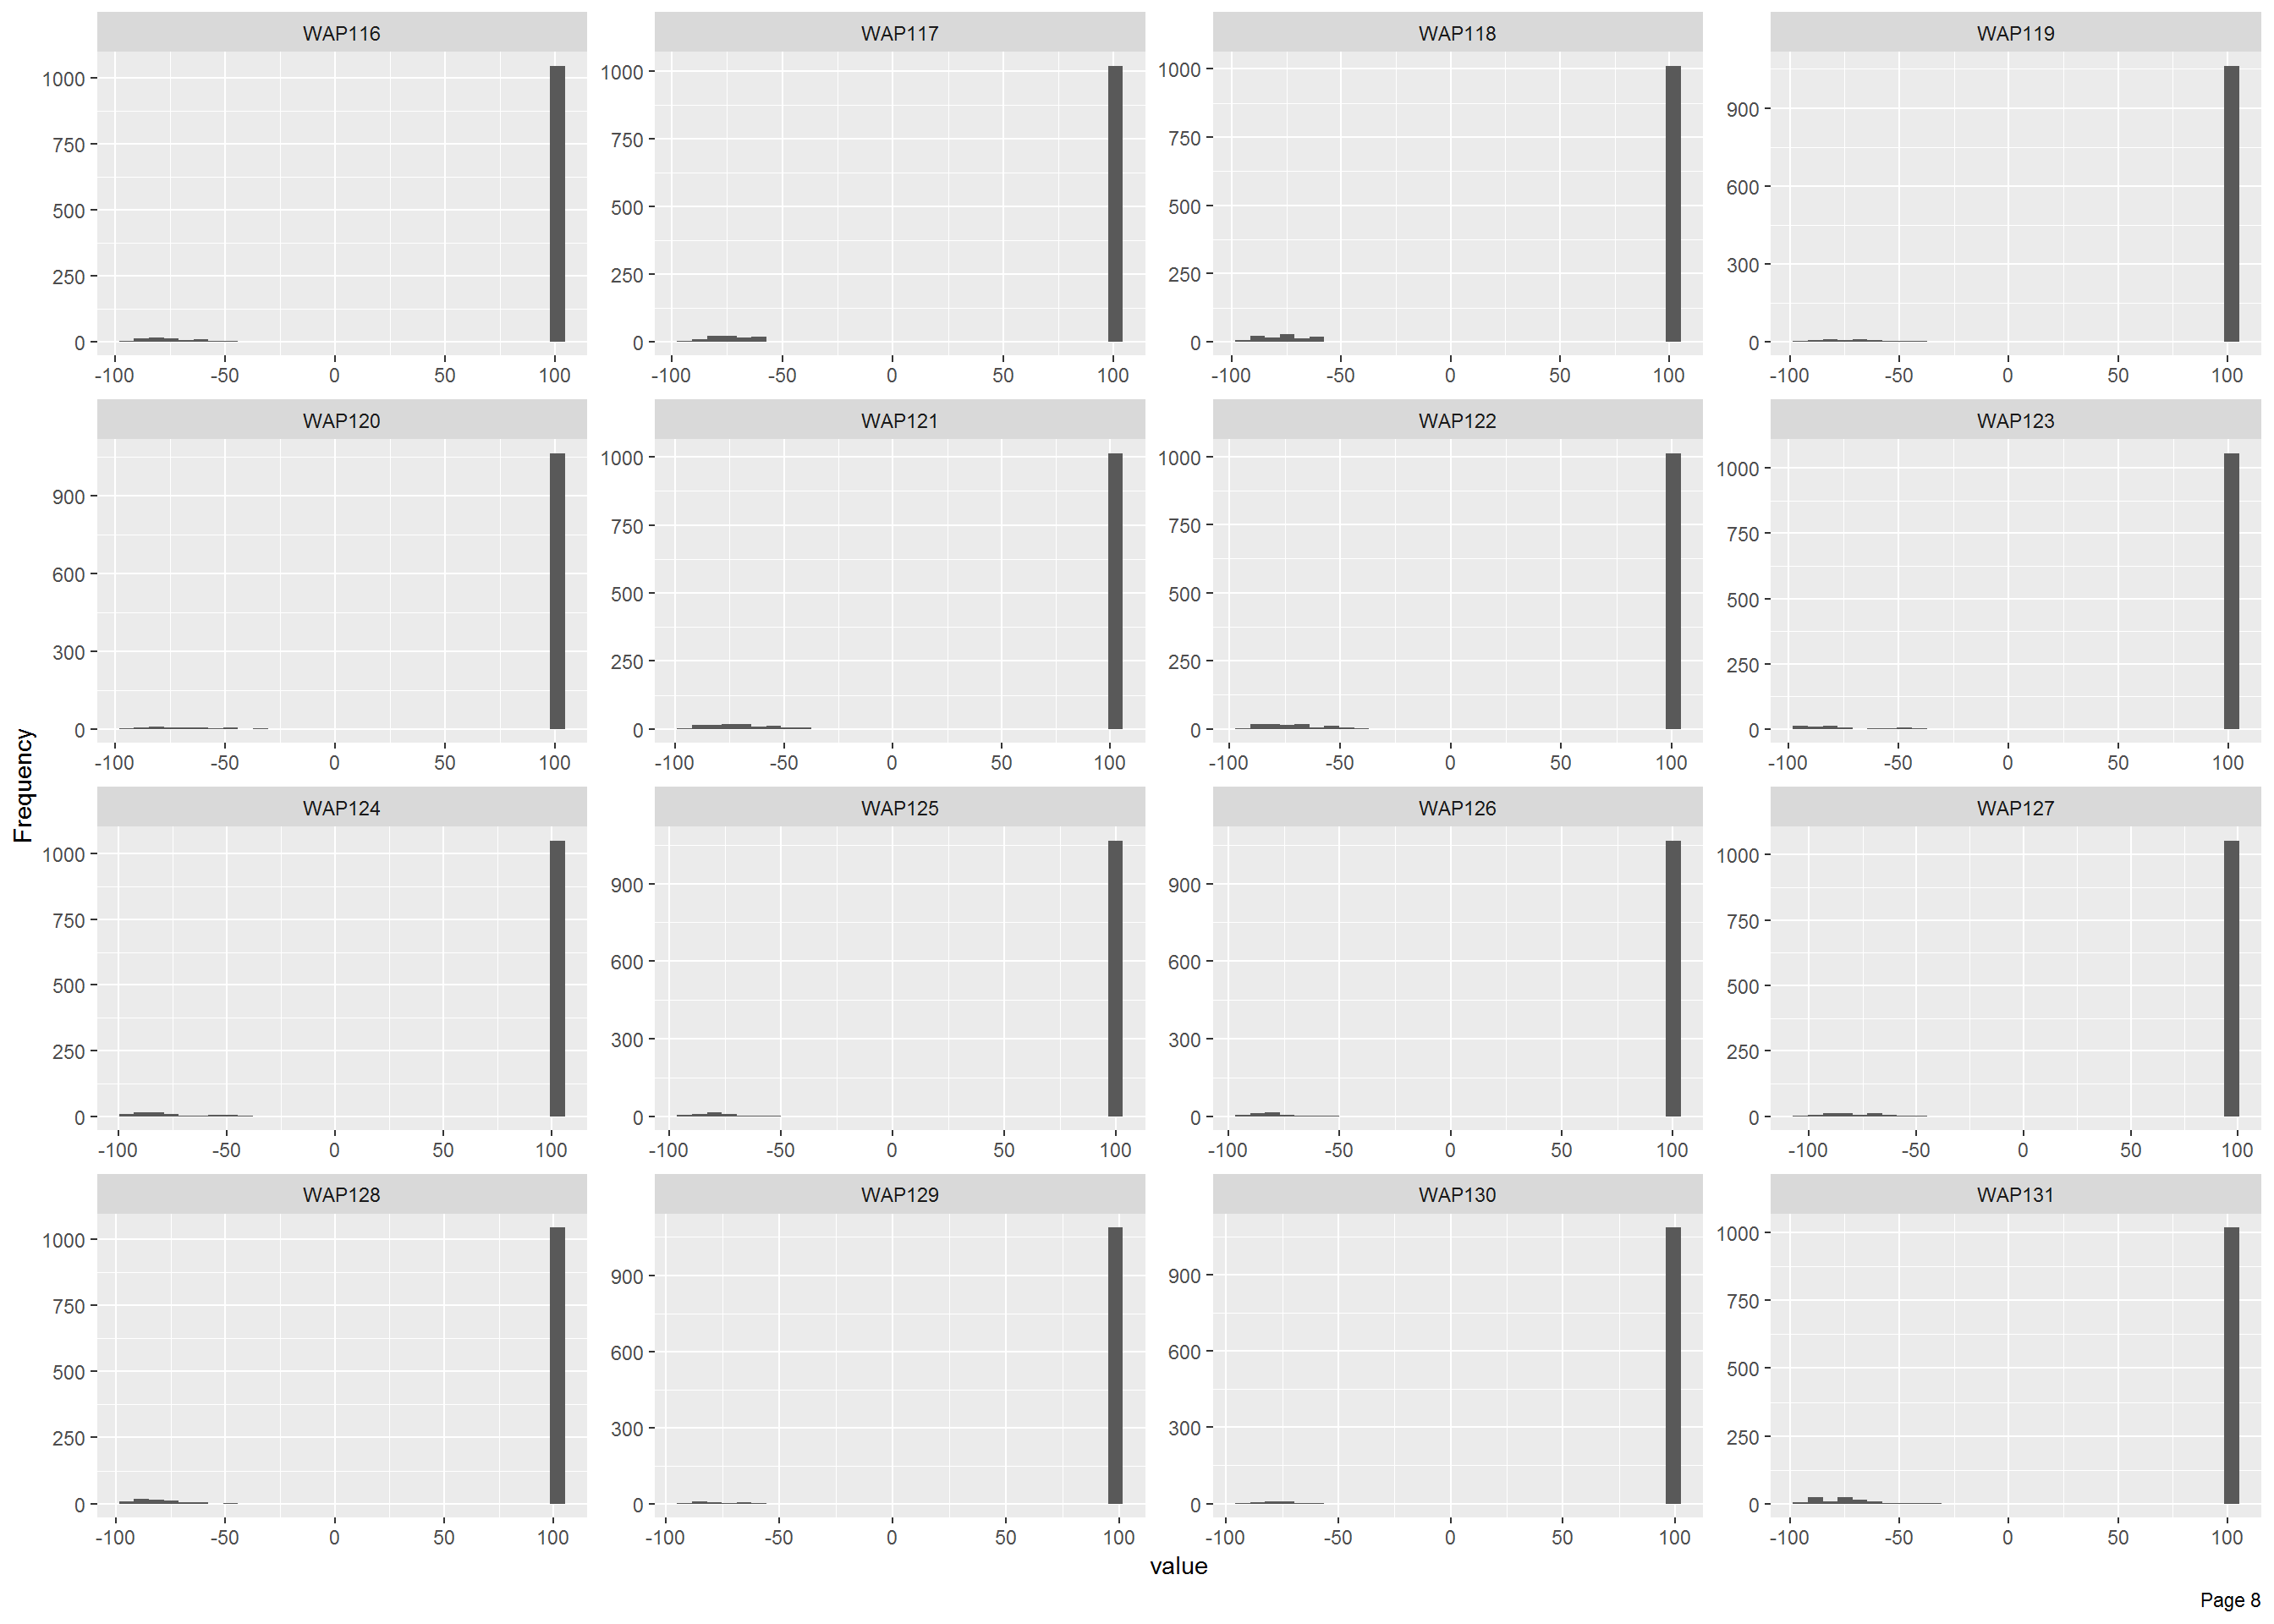 WAP116 WAP117 WAP118 WAP119
1000 1000 1000 900
750 750 750 600
500 500 500 300
250 250 250 0
0 0 0
-100 -50 0 50 100 -100 -50 0 50 100 -100 -50 0 50 100 -100 -50 0 50 100
WAP120 WAP121 WAP122 WAP123
900 1000 1000 1000
600 750 750 750
300 500 500 500
0 250 250 250
0 0 0
-100 -50 0 50 100 -100 -50 0 50 100 -100 -50 0 50 100 -100 -50 0 50 100
Frequency
WAP124 WAP125 WAP126 WAP127
1000 900 900 1000
750 600 600 750
500 300 300 500
250 0 0 250
0 0
-100 -50 0 50 100 -100 -50 0 50 100 -100 -50 0 50 100 -100 -50 0 50 100
WAP128 WAP129 WAP130 WAP131
1000 900 900 1000
750 600 600 750
500 300 300 500
250 0 0 250
0 0
-100 -50 0 50 100 -100 -50 0 50 100 -100 -50 0 50 100 -100 -50 0 50 100
value
Page 8